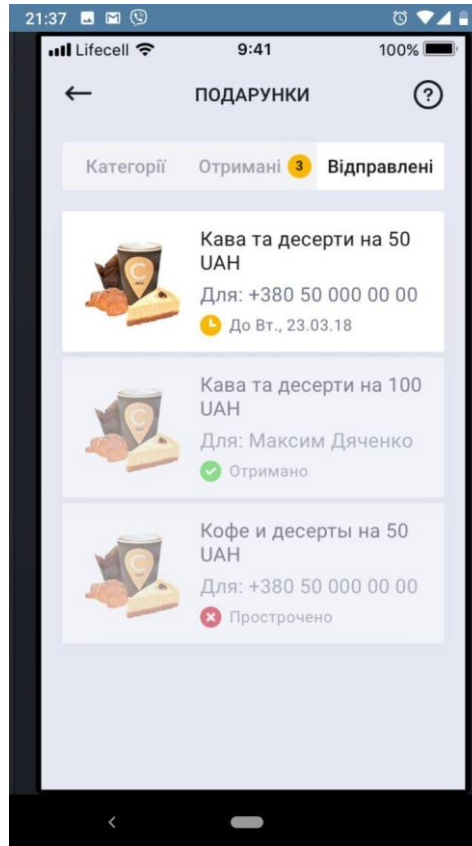 21:37
Lifecell 9:41 100%
ПОДАРУНКИ
Категорії Отримані 3 Відправлені
Кава та десерти на 50
UAH
Для: +380 50 000 00 00
До Вт., 23.03.18
Кава та десерти на 100
UAH
Для: Максим Дяченко
Отримано
Кофе и десерты на 50
UAH
Для: +380 50 000 00 00
Прострочено